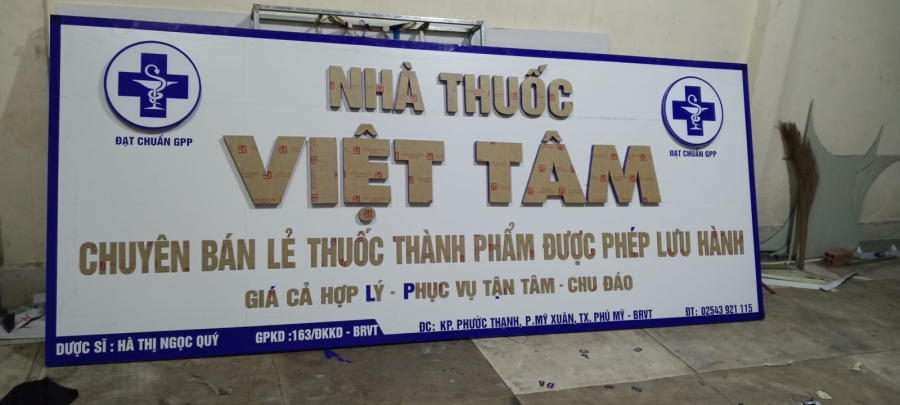 NHÀ THUỐC
ĐẠT CHUẨN GPP
ĐẠT CHUẨN GPP
VIỆT TÂM
CHUYÊN BÁN LẺ THUỐC THÀNH PHẨM ĐƯỢC PHÉP LƯU HÀNH
GIÁ CẢ HỢP LÝ - PHỤC VỤ TẬN TÂM - CHU ĐÁO
DƯỢC SĨ : HÀ THỊ NGỌC QUÝ GPKD :163/ĐKKD - BRVT ĐC: KP. PHƯỚC THẠNH, P.MỸ XUÂN, TX. PHÚ MỸ - BRVT ĐT: 02543 921 115